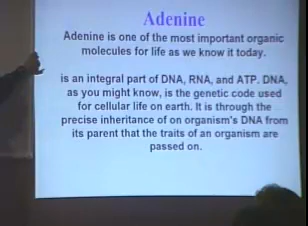 Adenine
Adenine is one of the most important organic
molecules for life as we know it today.
is an integral part of DNA, RNA, and ATP. DNA,
as you might know, is the genetic code used
for cellular life on earth. It is through the
precise inheritance of on organism's DNA from
its parent that the traits of an organism are
passed on.